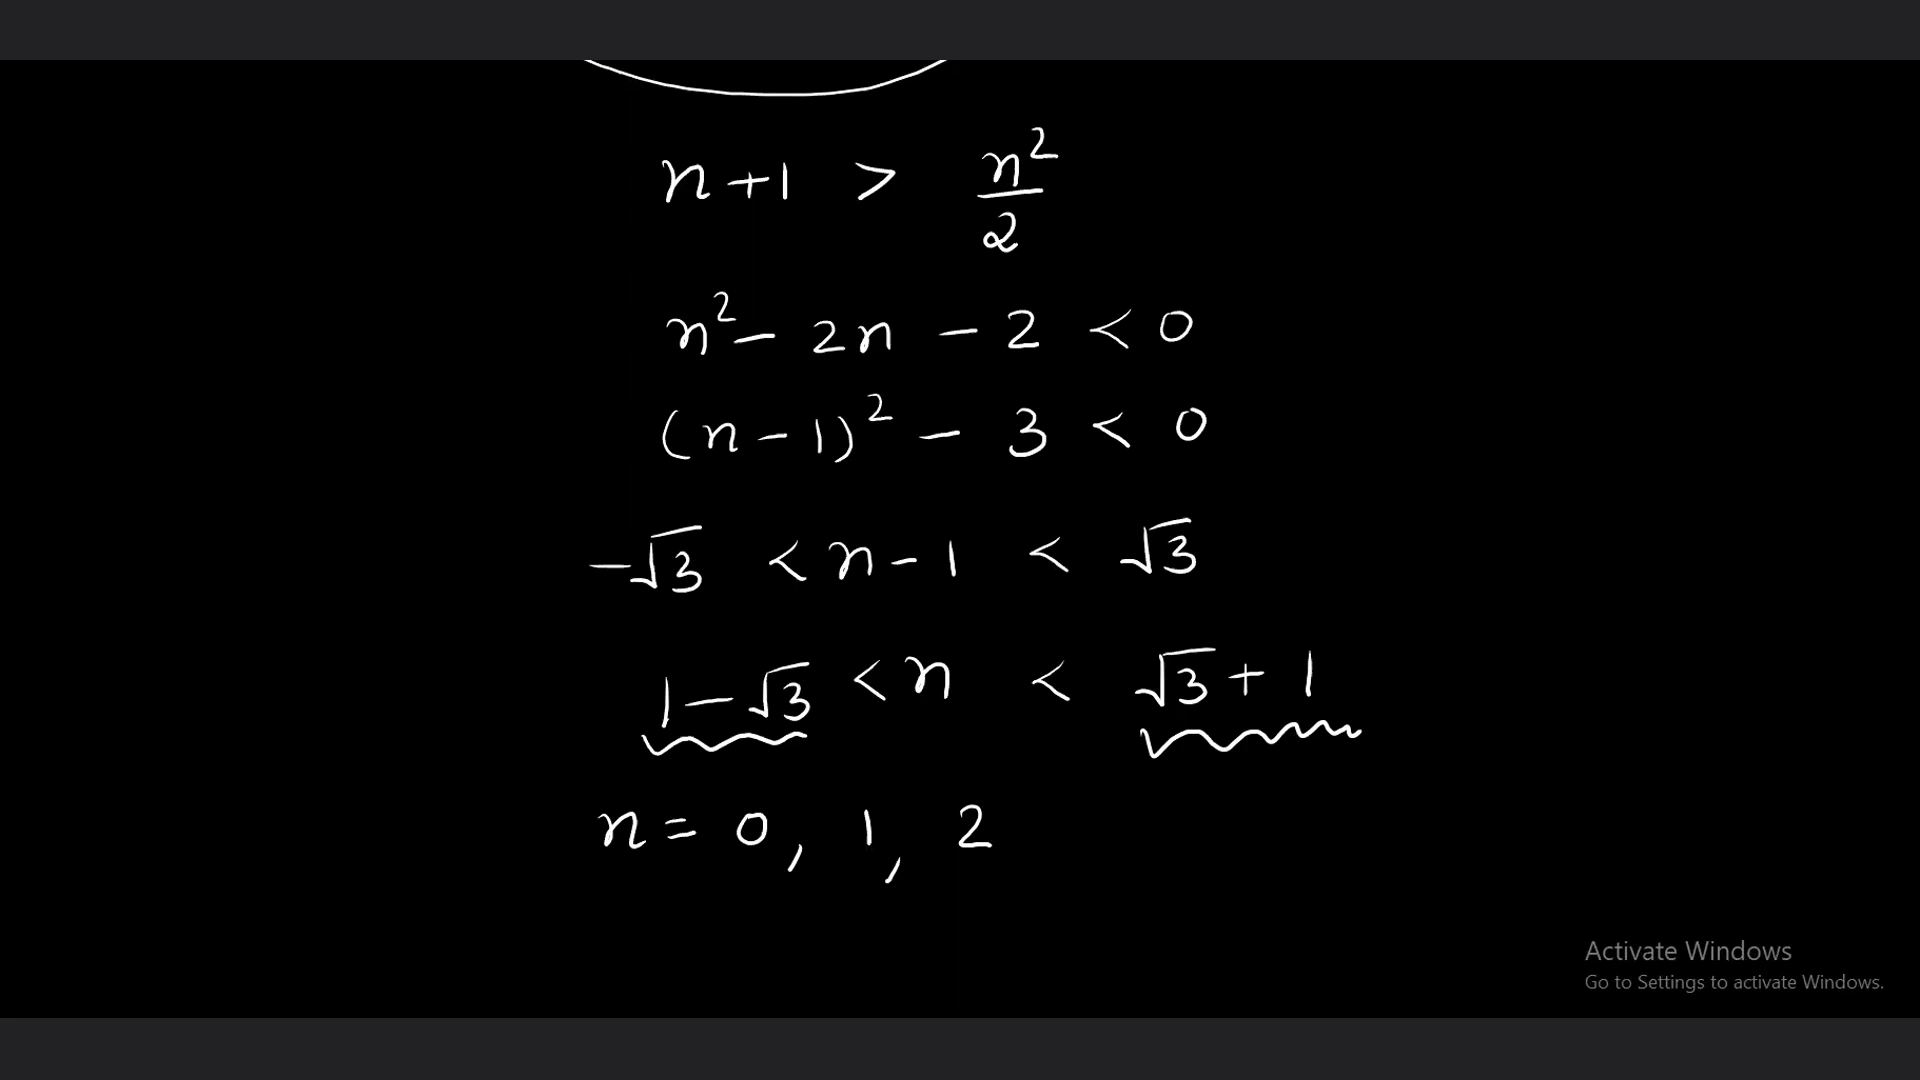 n+1 > n²/2
n² - 2n - 2 < 0
(n-1)² - 3 < 0
-√3 < n-1 < √3
1-√3 < n < √3+1
n = 0, 1, 2
Activate Windows
Go to Settings to activate Windows.